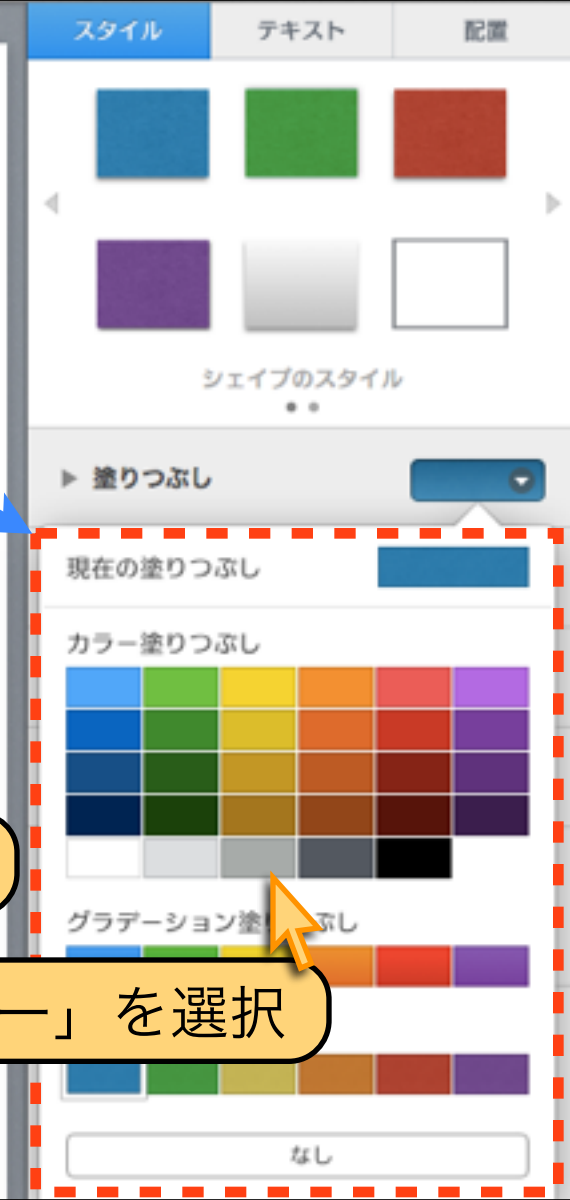 スタイル テキスト 配置
シェイプのスタイル
塗りつぶし
現在の塗りつぶし
カラー塗りつぶし
グラデーション塗 ぶし
ー」を選択
なし